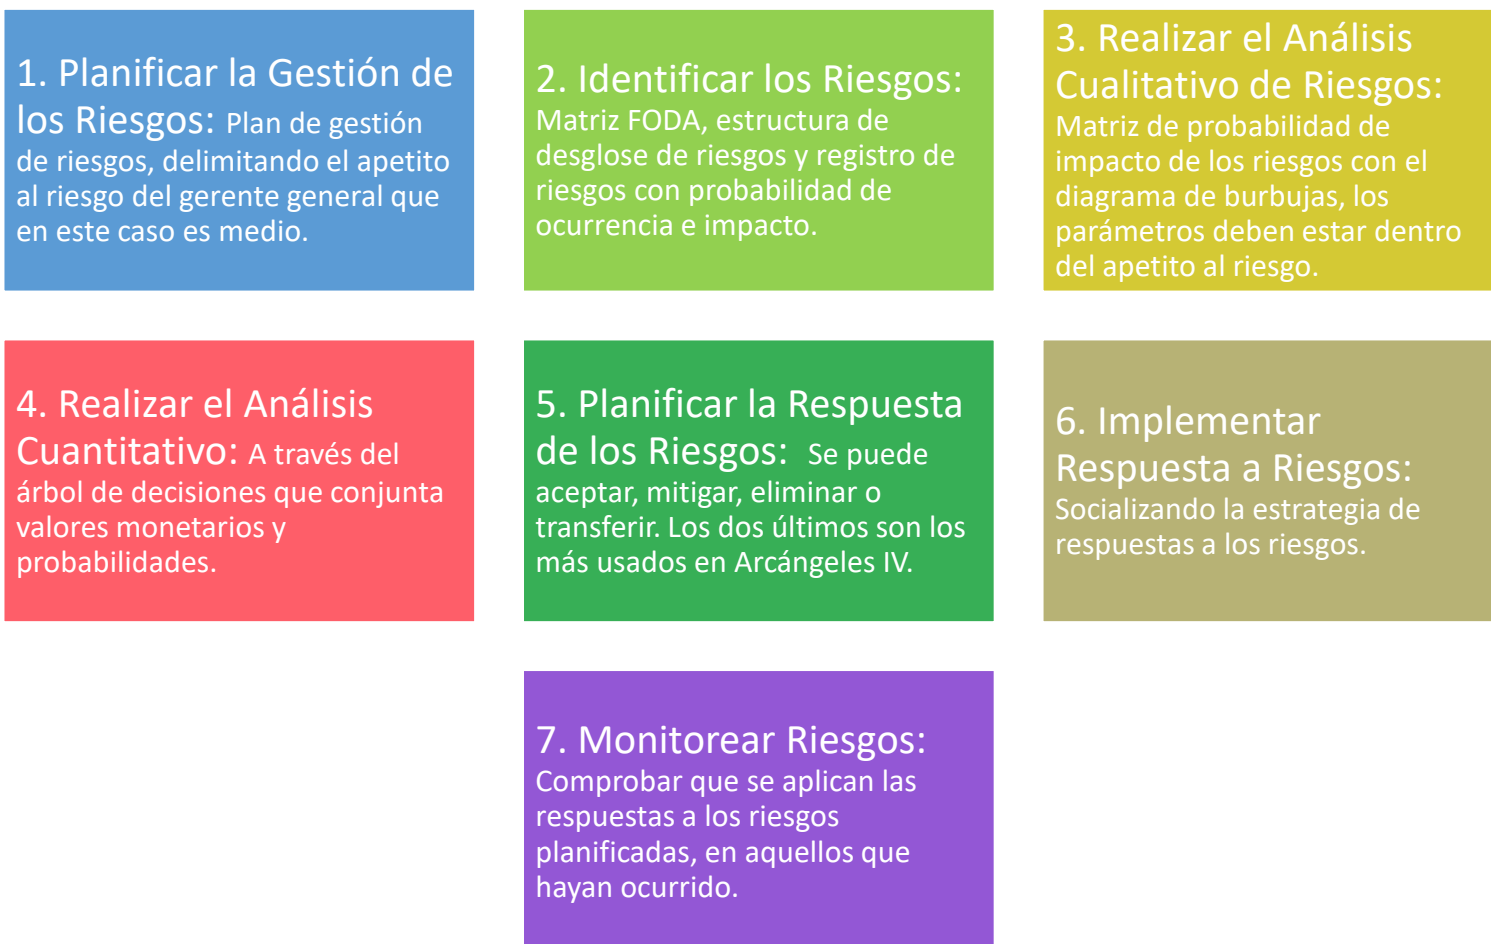 1. Planificar la Gestión de
los Riesgos: Plan de gestión
de riesgos, delimitando el apetito
al riesgo del gerente general que
en este caso es medio.
2. Identificar los Riesgos:
Matriz FODA, estructura de
desglose de riesgos y registro de
riesgos con probabilidad de
ocurrencia e impacto.
3. Realizar el Análisis
Cualitativo de Riesgos:
Matriz de probabilidad de
impacto de los riesgos con el
diagrama de burbujas, los
parámetros deben estar dentro
del apetito al riesgo.
4. Realizar el Análisis
Cuantitativo: A través del
árbol de decisiones que conjunta
valores monetarios y
probabilidades.
5. Planificar la Respuesta
de los Riesgos: Se puede
aceptar, mitigar, eliminar o
transferir. Los dos últimos son los
más usados en Arcángeles IV.
6. Implementar
Respuesta a Riesgos:
Socializando la estrategia de
respuestas a los riesgos.
7. Monitorear Riesgos:
Comprobar que se aplican las
respuestas a los riesgos
planificadas, en aquellos que
hayan ocurrido.